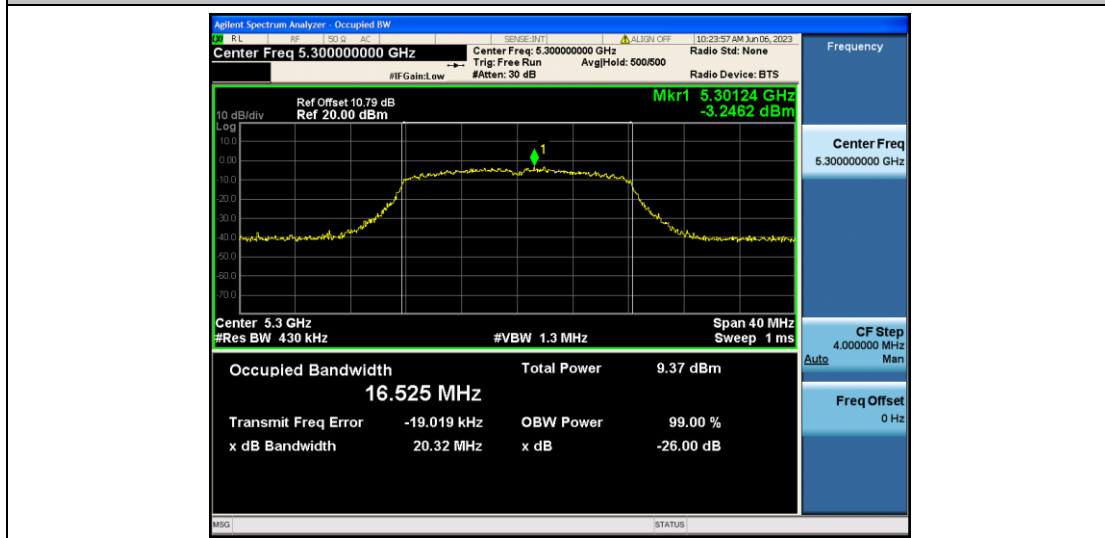 Agilent Spectrum Analyzer - Occupied BW
RL RF 50 Ω AC SENSE:INT ALIGN OFF 10:23:57 AM Jun 06, 2023
Center Freq 5.300000000 GHz Center Freq: 5.300000000 GHz Radio Std: None
Trig: Free Run Avg|Hold: 500/500
#IFGain:Low #Atten: 30 dB Radio Device: BTS
Frequency
Ref Offset 10.79 dB Mkr1 5.30124 GHz
10 dB/div Ref 20.00 dBm -3.2462 dBm
Log
10.0
0.00
-10.0
-20.0
-30.0
-40.0
-50.0
-60.0
-70.0
1
Center 5.3 GHz Span 40 MHz
#Res BW 430 kHz #VBW 1.3 MHz Sweep 1 ms
Occupied Bandwidth Total Power 9.37 dBm
16.525 MHz
Transmit Freq Error -19.019 kHz OBW Power 99.00 %
x dB Bandwidth 20.32 MHz x dB -26.00 dB
Center Freq
5.300000000 GHz
CF Step
4.000000 MHz
Auto Man
Freq Offset
0 Hz
MSG STATUS